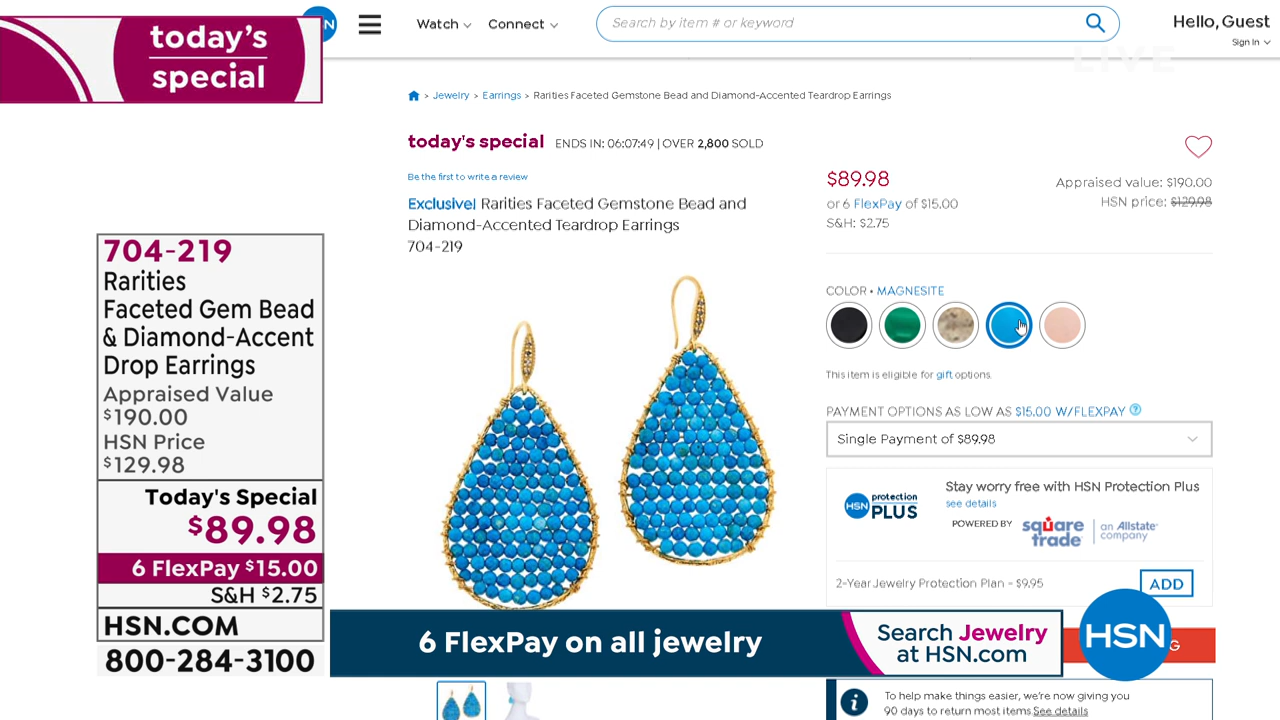 today's
special
HSN
Watch
Connect
Search by item # or keyword
Hello, Guest
Sign In
LIVE
> Jewelry > Earrings > Rarities Faceted Gemstone Bead and Diamond-Accented Teardrop Earrings
today's special ENDS IN: 06:07:49 | OVER 2,800 SOLD
Be the first to write a review
Exclusive! Rarities Faceted Gemstone Bead and
Diamond-Accented Teardrop Earrings
704-219
$89.98
or 6 FlexPay of $15.00
S&H: $2.75
Appraised value: $190.00
HSN price: $129.98
COLOR • MAGNESITE
This item is eligible for gift options.
PAYMENT OPTIONS AS LOW AS $15.00 W/FLEXPAY ?
Single Payment of $89.98
HSN protection PLUS
Stay worry free with HSN Protection Plus
see details
POWERED BY square trade | an Allstate company
2-Year Jewelry Protection Plan - $9.95
ADD
704-219
Rarities
Faceted Gem Bead
& Diamond-Accent
Drop Earrings
Appraised Value
$190.00
HSN Price
$129.98
Today's Special
$89.98
6 FlexPay $15.00
S&H $2.75
HSN.COM
800-284-3100
6 FlexPay on all jewelry
Search Jewelry
at HSN.com
HSN
G
i
To help make things easier, we're now giving you
90 days to return most items.See details